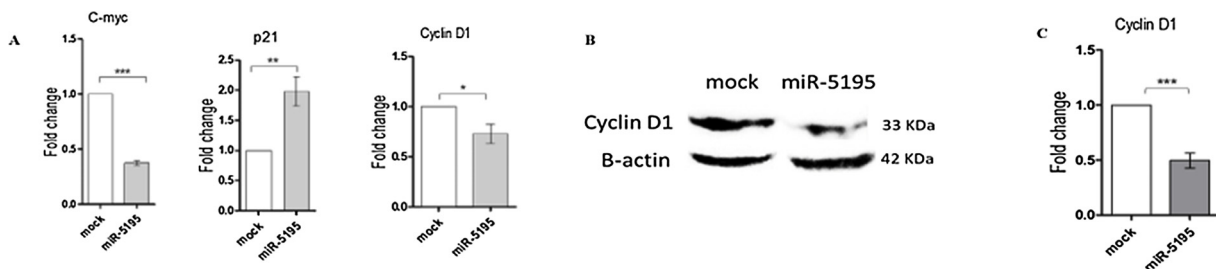 A
C-myc
Fold change
1.5
1.0
0.5
0.0
***
mock
miR-5195
p21
Fold change
2.5
2.0
1.5
1.0
0.5
0.0
**
mock
miR-5195
Cyclin D1
Fold change
1.5
1.0
0.5
0.0
*
mock
miR-5195
B
mock miR-5195
Cyclin D1 33 KDa
B-actin 42 KDa
C
Cyclin D1
Fold change
1.5
1.0
0.5
0.0
***
mock
miR-5195